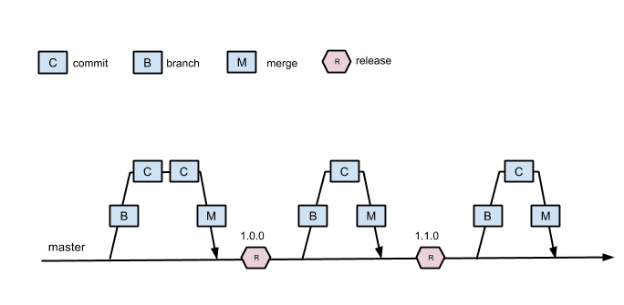 C commit B branch M merge R release
C C C C
B M B M B M
1.0.0 1.1.0
master
R R